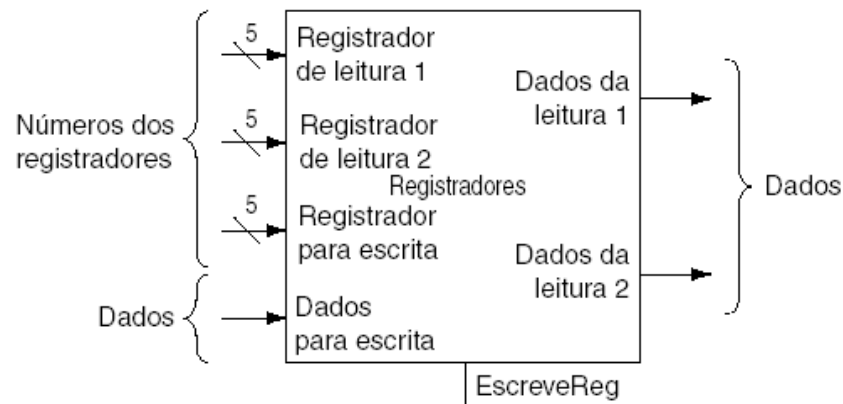 Números dos
registradores
Dados
5
Registrador
de leitura 1
5
Registrador
de leitura 2
Registradores
5
Registrador
para escrita
Dados
para escrita
Dados da
leitura 1
Dados da
leitura 2
Dados
EscreveReg